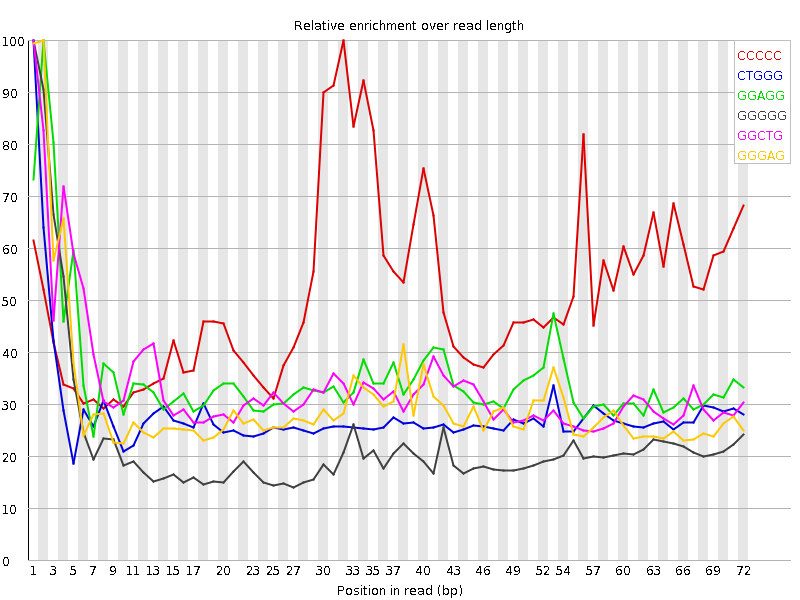 Relative enrichment over read length
100
90
80
70
60
50
40
30
20
10
0
CCCCC
CTGGG
GGAGG
GGGGG
GGCTG
GGGAG
1 3 5 7 9 11 13 15 17 20 23 25 27 30 33 35 37 40 43 46 49 52 54 57 60 63 66 69 72
Position in read (bp)